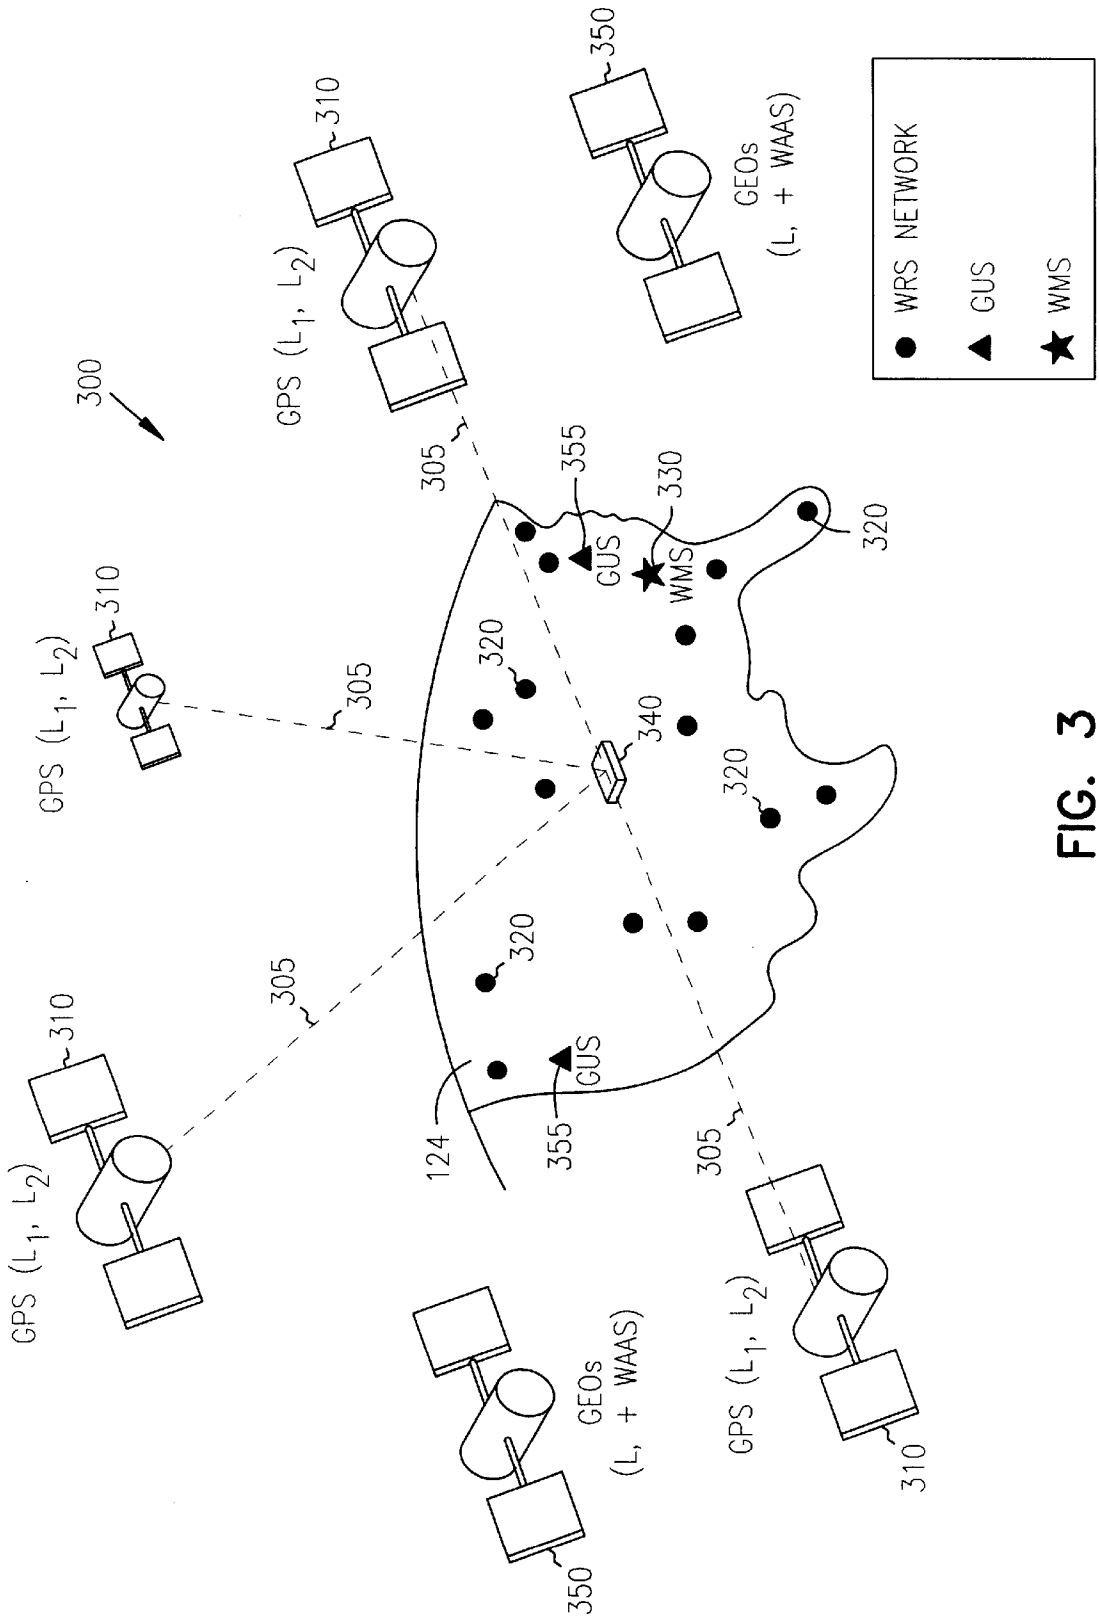 300
GPS (L1, L2)
310
305
GPS (L1, L2)
310
305
GPS (L1, L2)
310
305
350
GEOs
(L, + WAAS)
350
GEOs
(L, + WAAS)
124
320
320
320
320
355
GUS
355
GUS
330
WMS
340
305
GPS (L1, L2)
310
WRS NETWORK
GUS
WMS
FIG. 3